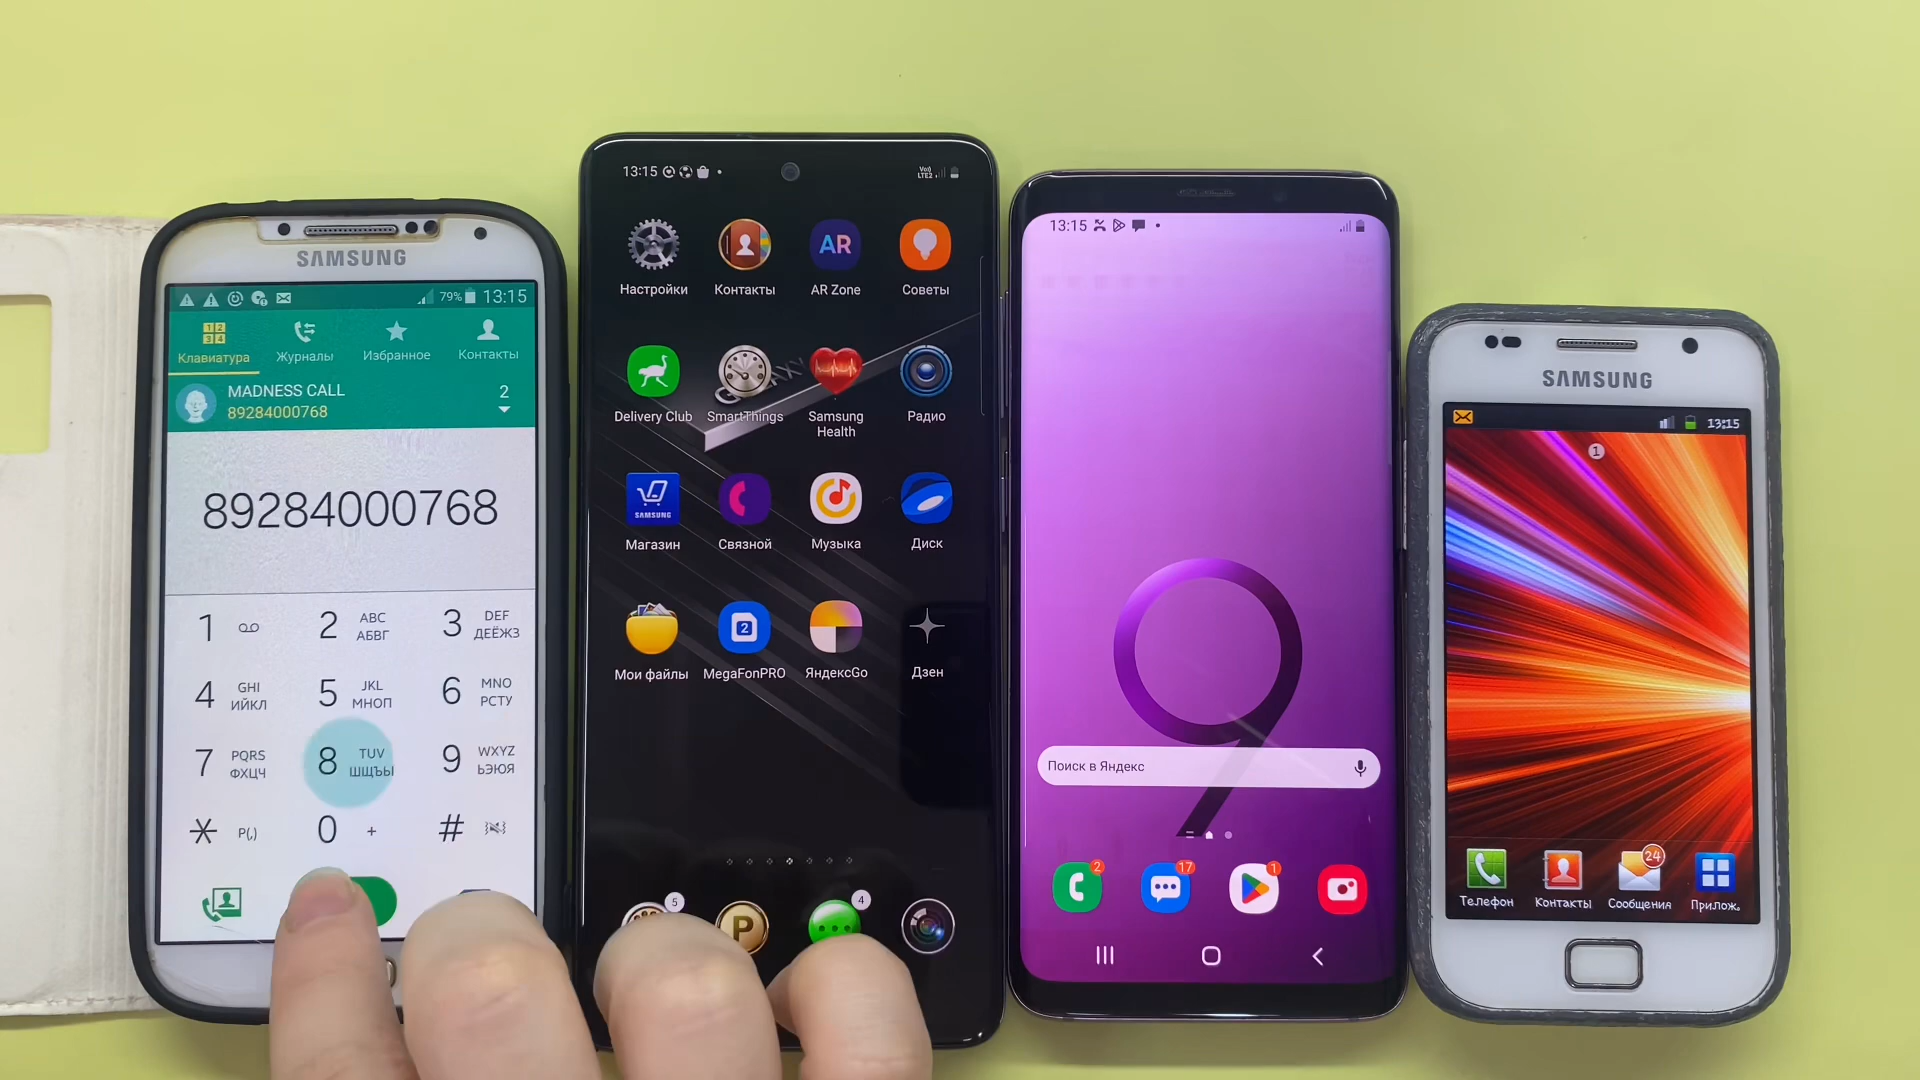 SAMSUNG
79% 13:15
Клавиатура
Журналы
Избранное
Контакты
MADNESS CALL
2
89284000768
89284000768
1
2 ABC АБВГ
3 DEF ДЕЁЖЗ
4 GHI ИЙКЛ
5 JKL МНОП
6 MNO РСТУ
7 PQRS ФХЦЧ
8 TUV ШЩЪЫ
9 WXYZ ЬЭЮЯ
* P(,)
0 +
#
13:15
Vo)) LTE2
Настройки
Контакты
AR
AR Zone
Советы
Delivery Club
SmartThings
Samsung Health
Радио
SAMSUNG
Магазин
Связной
Музыка
Диск
Мои файлы
2
MegaFonPRO
ЯндексGo
Дзен
5
P
4
13:15
Поиск в Яндекс
2
17
1
SAMSUNG
13:15
1
24
Телефон
Контакты
Сообщения
Прилож.